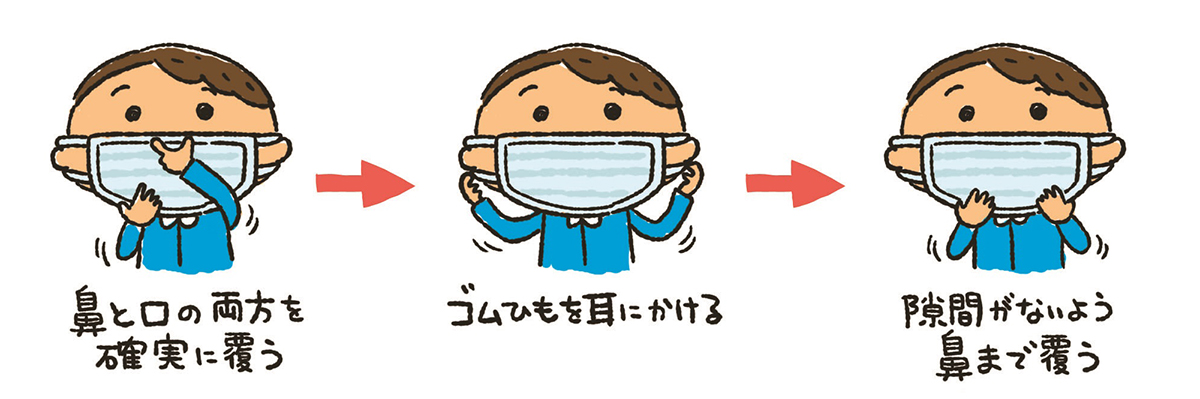 鼻と口の両方を
確実に覆う
ゴムひもを耳にかける
隙間がないよう
鼻まで覆う